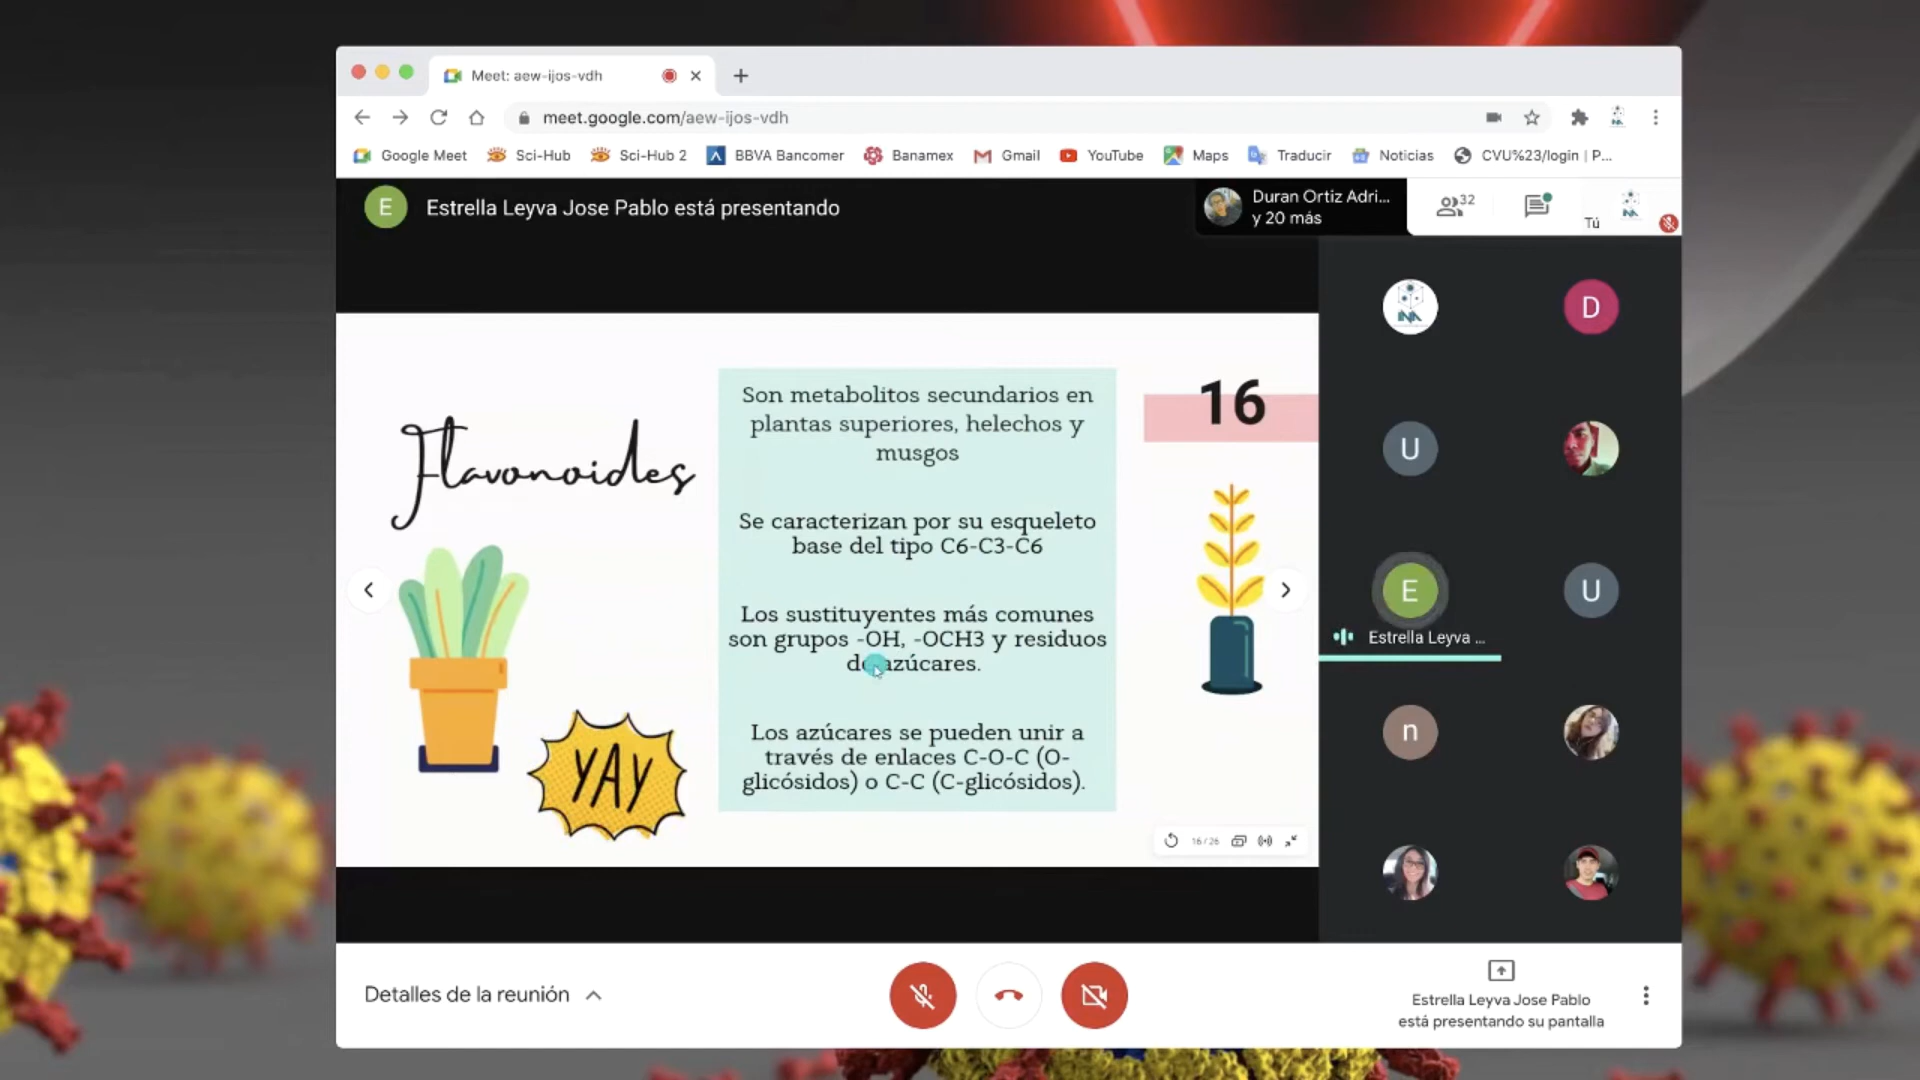 Meet: aew-ijos-vdh
meet.google.com/aew-ijos-vdh
Google Meet Sci-Hub Sci-Hub 2 BBVA Bancomer Banamex Gmail YouTube Maps Traducir Noticias CVU%23/login | P...
E Estrella Leyva Jose Pablo está presentando
Duran Ortiz Adri...
y 20 más
32
Tú
INA
D
U
E
U
Estrella Leyva ...
n
Flavonoides
Son metabolitos secundarios en
plantas superiores, helechos y
musgos
Se caracterizan por su esqueleto
base del tipo C6-C3-C6
Los sustituyentes más comunes
son grupos -OH, -OCH3 y residuos
de azúcares.
Los azúcares se pueden unir a
través de enlaces C-O-C (O-
glicósidos) o C-C (C-glicósidos).
16
YAY
16 / 26
Detalles de la reunión
Estrella Leyva Jose Pablo
está presentando su pantalla